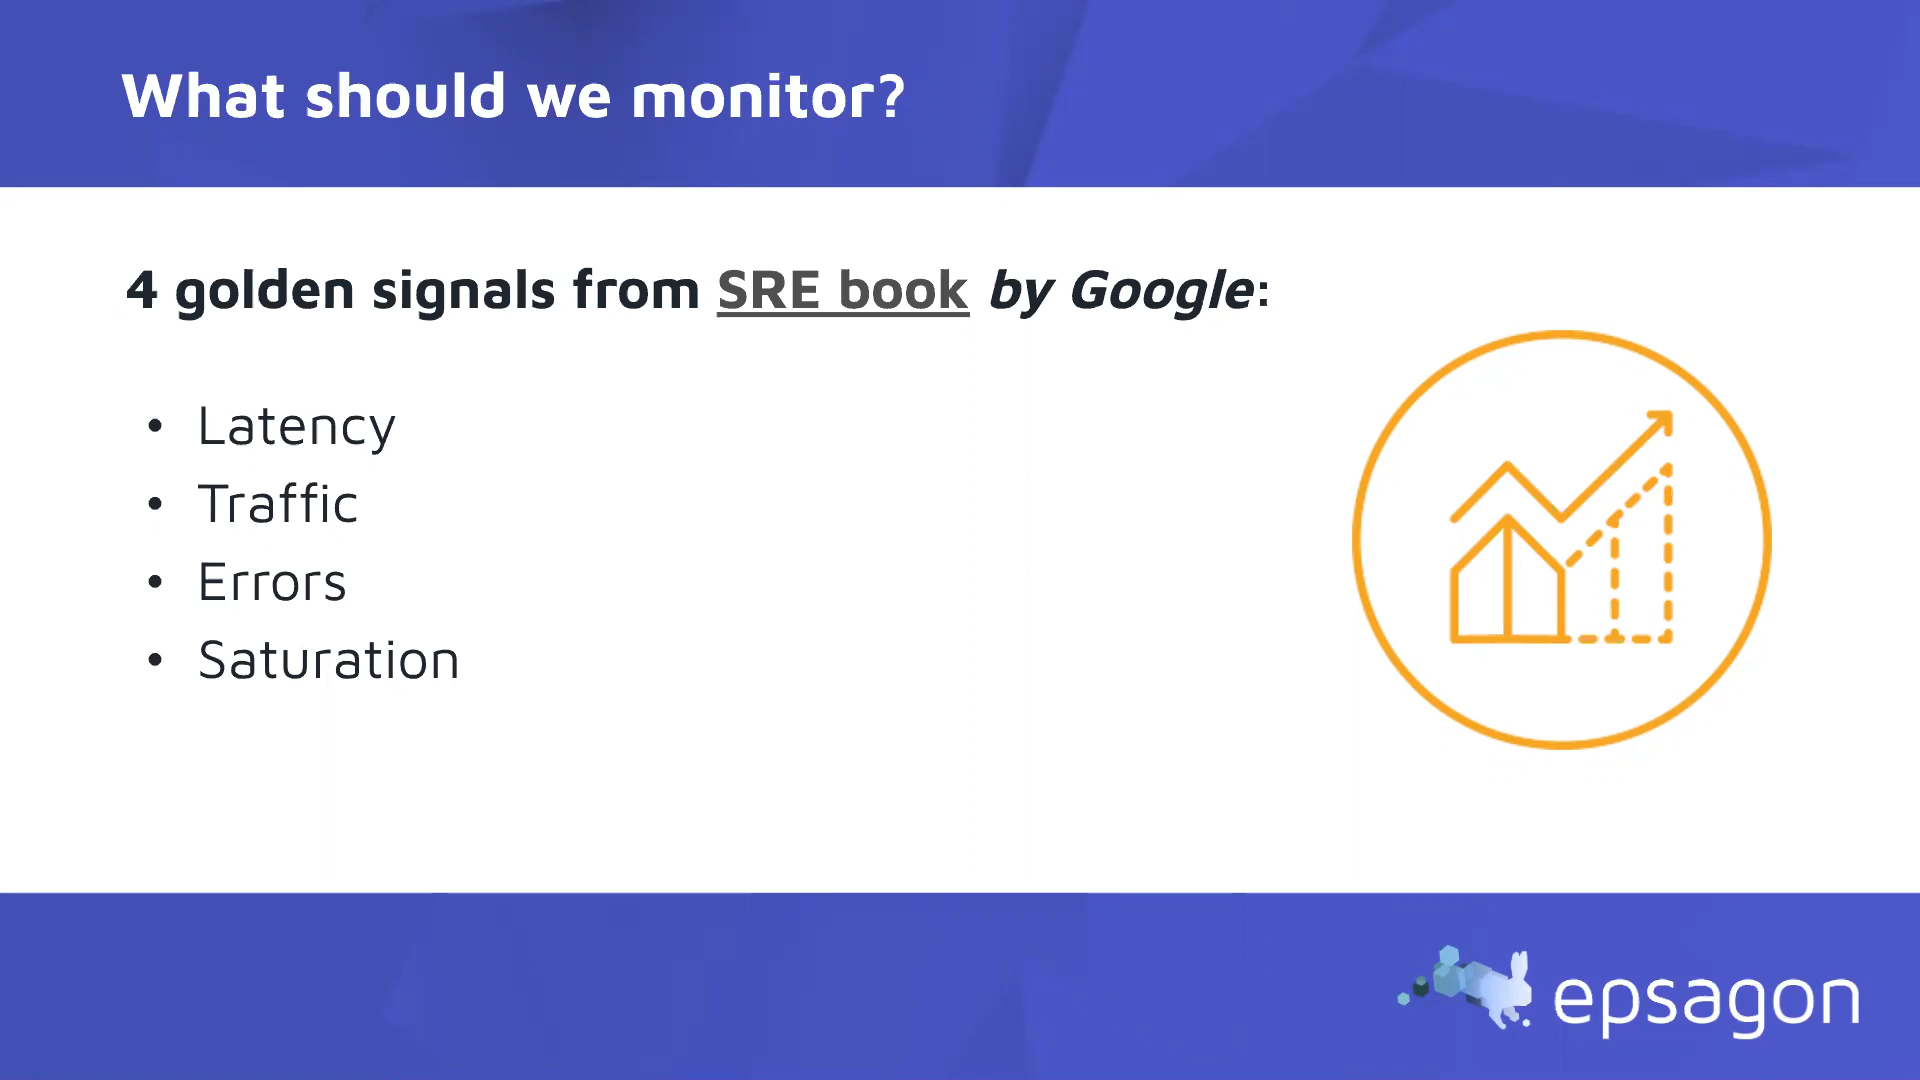 What should we monitor?
4 golden signals from SRE book by Google:
• Latency
• Traffic
• Errors
• Saturation
epsagon